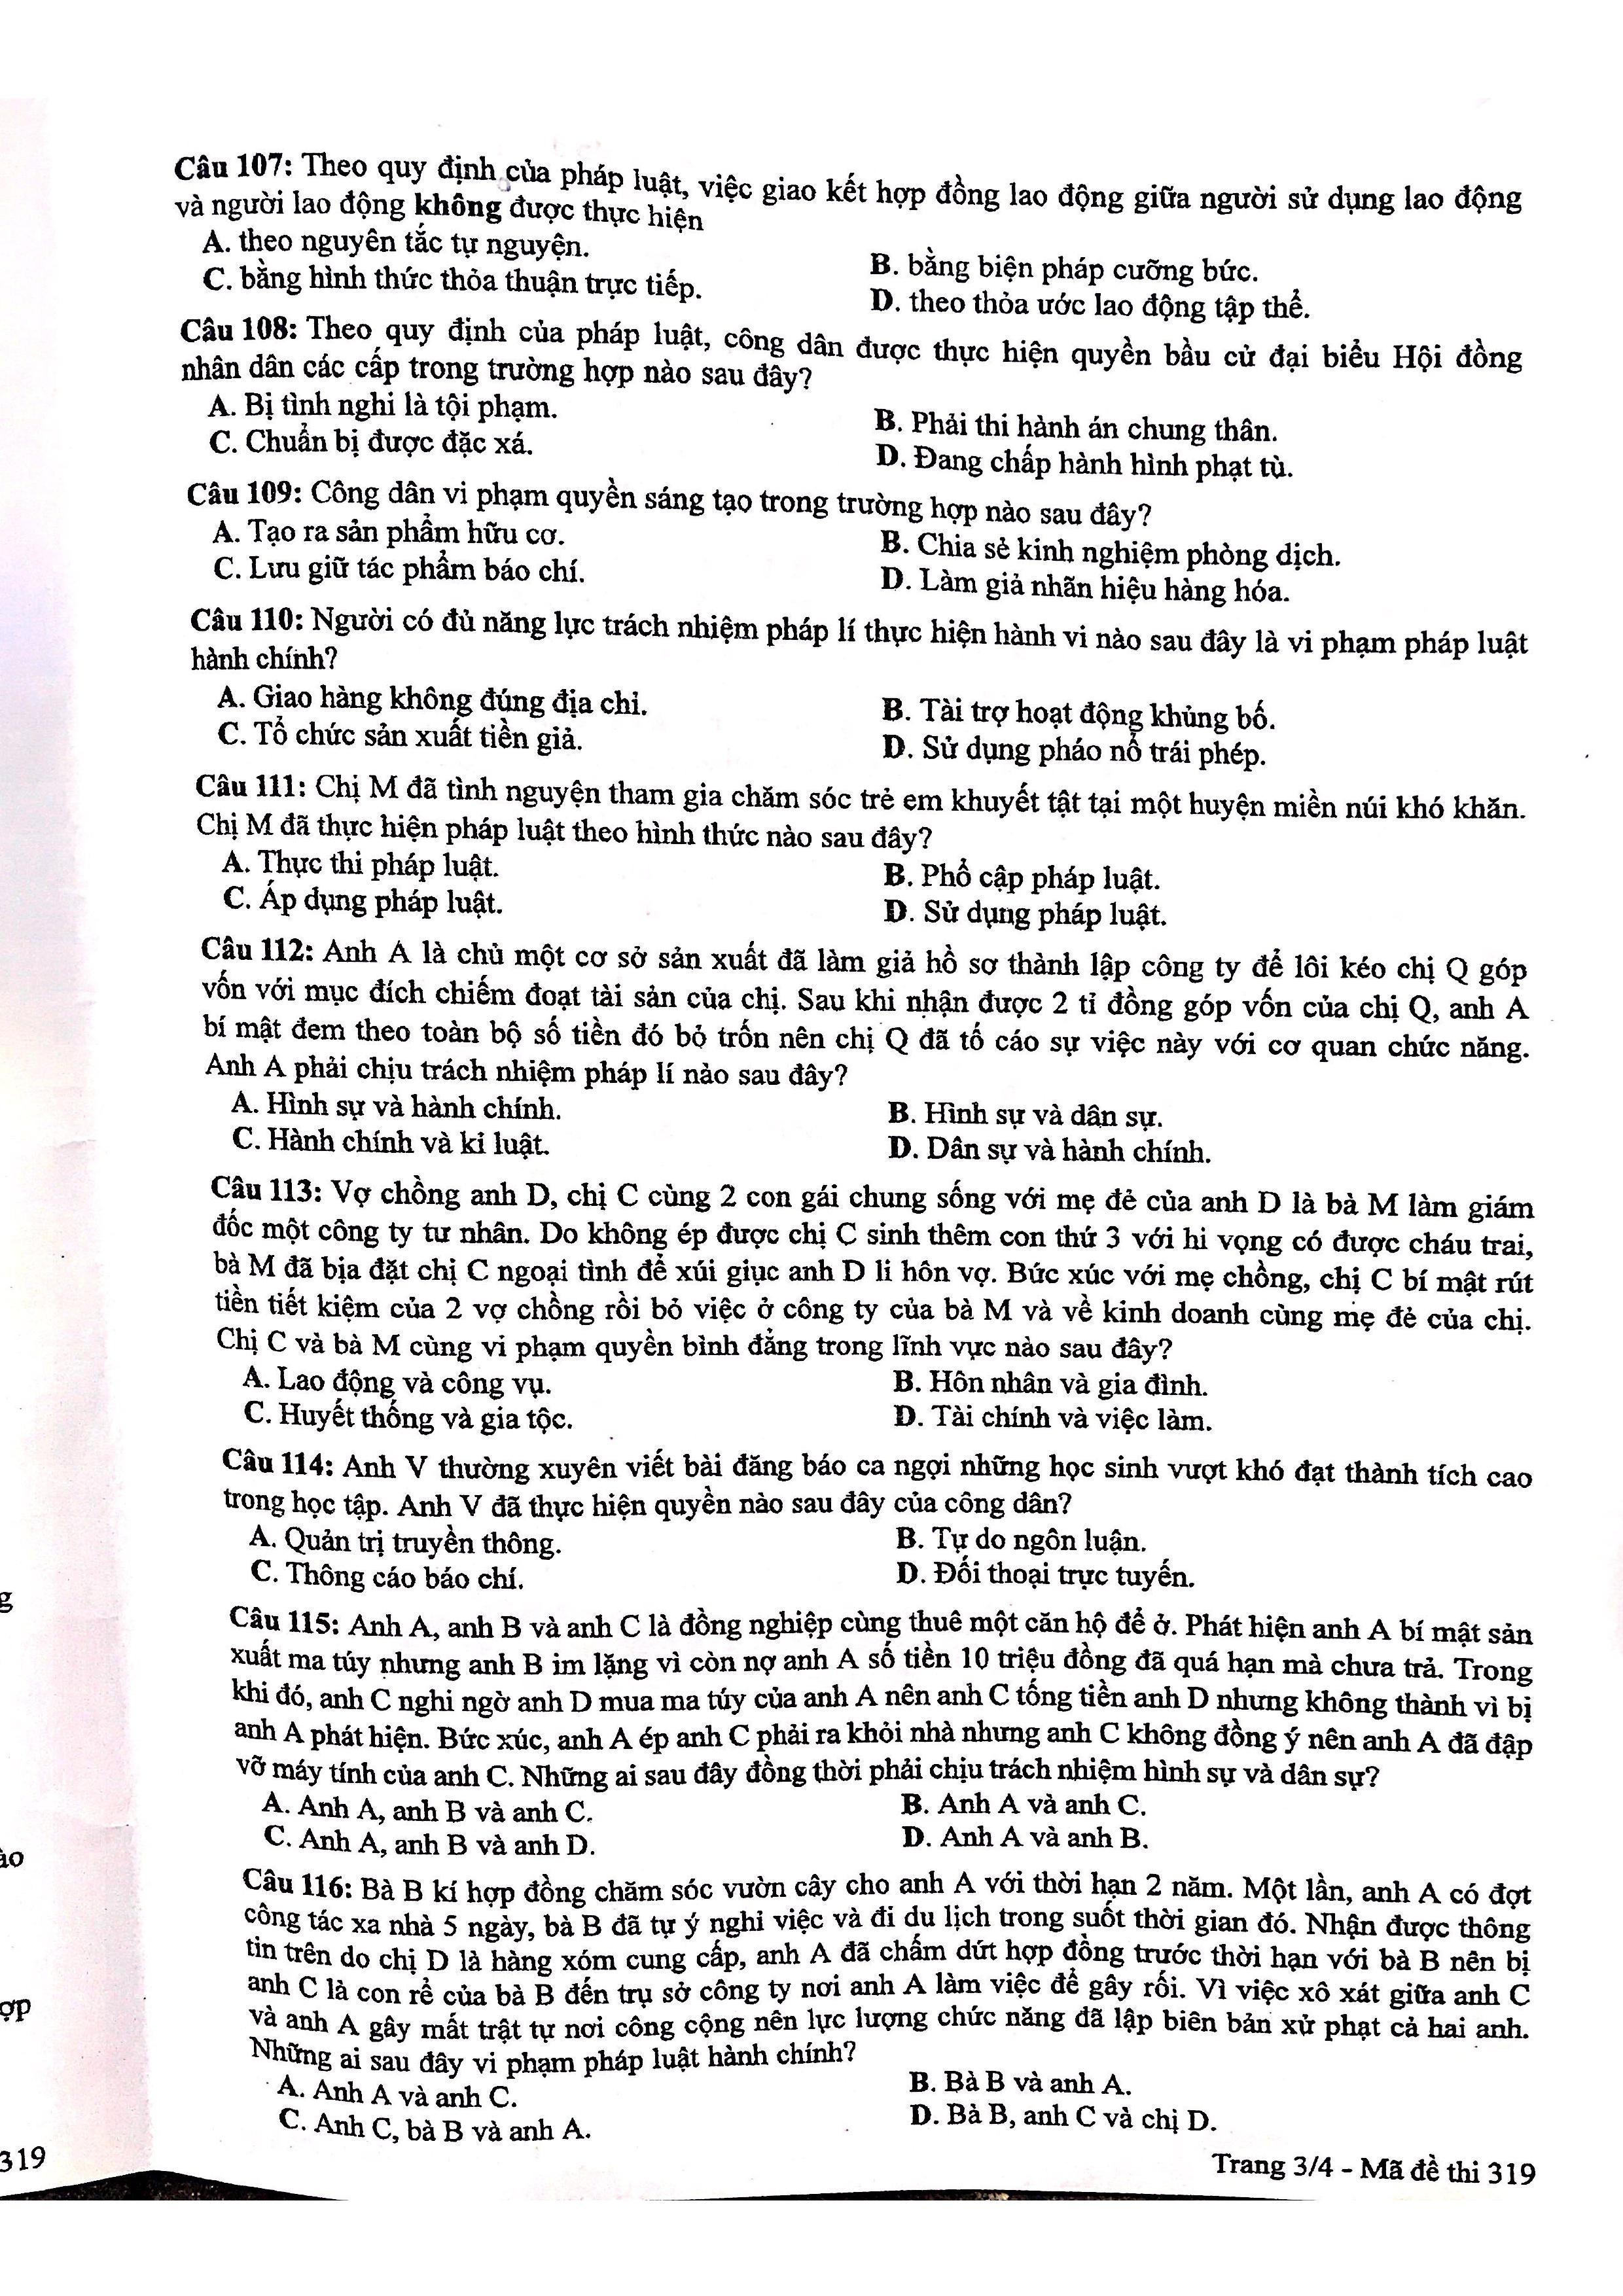 Câu 107: Theo quy định của pháp luật, việc giao kết hợp đồng lao động giữa người sử dụng lao động
và người lao động không được thực hiện
A. theo nguyên tắc tự nguyện.
B. bằng biện pháp cưỡng bức.
C. bằng hình thức thỏa thuận trực tiếp.
D. theo thỏa ước lao động tập thể.
Câu 108: Theo quy định của pháp luật, công dân được thực hiện quyền bầu cử đại biểu Hội đồng
nhân dân các cấp trong trường hợp nào sau đây?
A. Bị tình nghi là tội phạm.
B. Phải thi hành án chung thân.
C. Chuẩn bị được đặc xá.
D. Đang chấp hành hình phạt tù.
Câu 109: Công dân vi phạm quyền sáng tạo trong trường hợp nào sau đây?
A. Tạo ra sản phẩm hữu cơ.
B. Chia sẻ kinh nghiệm phòng dịch.
C. Lưu giữ tác phẩm báo chí.
D. Làm giả nhãn hiệu hàng hóa.
Câu 110: Người có đủ năng lực trách nhiệm pháp lí thực hiện hành vi nào sau đây là vi phạm pháp luật
hành chính?
A. Giao hàng không đúng địa chỉ.
B. Tài trợ hoạt động khủng bố.
C. Tổ chức sản xuất tiền giả.
D. Sử dụng pháo nổ trái phép.
Câu 111: Chị M đã tình nguyện tham gia chăm sóc trẻ em khuyết tật tại một huyện miền núi khó khăn.
Chị M đã thực hiện pháp luật theo hình thức nào sau đây?
A. Thực thi pháp luật.
B. Phổ cập pháp luật.
C. Áp dụng pháp luật.
D. Sử dụng pháp luật.
Câu 112: Anh A là chủ một cơ sở sản xuất đã làm giả hồ sơ thành lập công ty để lôi kéo chị Q góp
vốn với mục đích chiếm đoạt tài sản của chị. Sau khi nhận được 2 tỉ đồng góp vốn của chị Q, anh A
bí mật đem theo toàn bộ số tiền đó bỏ trốn nên chị Q đã tố cáo sự việc này với cơ quan chức năng.
Anh A phải chịu trách nhiệm pháp lí nào sau đây?
A. Hình sự và hành chính.
B. Hình sự và dân sự.
C. Hành chính và kỉ luật.
D. Dân sự và hành chính.
Câu 113: Vợ chồng anh D, chị C cùng 2 con gái chung sống với mẹ đẻ của anh D là bà M làm giám
đốc một công ty tư nhân. Do không ép được chị C sinh thêm con thứ 3 với hi vọng có được cháu trai,
bà M đã bịa đặt chị C ngoại tình để xúi giục anh D li hôn vợ. Bức xúc với mẹ chồng, chị C bí mật rút
tiền tiết kiệm của 2 vợ chồng rồi bỏ việc ở công ty của bà M và về kinh doanh cùng mẹ đẻ của chị.
Chị C và bà M cùng vi phạm quyền bình đẳng trong lĩnh vực nào sau đây?
A. Lao động và công vụ.
B. Hôn nhân và gia đình.
C. Huyết thống và gia tộc.
D. Tài chính và việc làm.
Câu 114: Anh V thường xuyên viết bài đăng báo ca ngợi những học sinh vượt khó đạt thành tích cao
trong học tập. Anh V đã thực hiện quyền nào sau đây của công dân?
A. Quản trị truyền thông.
B. Tự do ngôn luận.
C. Thông cáo báo chí.
D. Đối thoại trực tuyến.
g
Câu 115: Anh A, anh B và anh C là đồng nghiệp cùng thuê một căn hộ để ở. Phát hiện anh A bí mật sản
xuất ma túy nhưng anh B im lặng vì còn nợ anh A số tiền 10 triệu đồng đã quá hạn mà chưa trả. Trong
khi đó, anh C nghi ngờ anh D mua ma túy của anh A nên anh C tống tiền anh D nhưng không thành vì bị
anh A phát hiện. Bức xúc, anh A ép anh C phải ra khỏi nhà nhưng anh C không đồng ý nên anh A đã đập
vỡ máy tính của anh C. Những ai sau đây đồng thời phải chịu trách nhiệm hình sự và dân sự?
A. Anh A, anh B và anh C.
B. Anh A và anh C.
C. Anh A, anh B và anh D.
D. Anh A và anh B.
ào
Câu 116: Bà B kí hợp đồng chăm sóc vườn cây cho anh A với thời hạn 2 năm. Một lần, anh A có đợt
công tác xa nhà 5 ngày, bà B đã tự ý nghỉ việc và đi du lịch trong suốt thời gian đó. Nhận được thông
tin trên do chị D là hàng xóm cung cấp, anh A đã chấm dứt hợp đồng trước thời hạn với bà B nên bị
anh C là con rể của bà B đến trụ sở công ty nơi anh A làm việc để gây rối. Vì việc xô xát giữa anh C
ợp
và anh A gây mất trật tự nơi công cộng nên lực lượng chức năng đã lập biên bản xử phạt cả hai anh.
Những ai sau đây vi phạm pháp luật hành chính?
A. Anh A và anh C.
B. Bà B và anh A.
C. Anh C, bà B và anh A.
D. Bà B, anh C và chị D.
319
Trang 3/4 - Mã đề thi 319